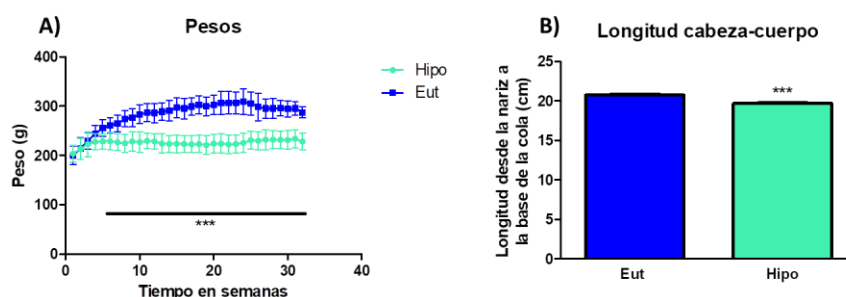 A)
Pesos
400
300
200
100
0
0
10
20
30
40
Peso (g)
Tiempo en semanas
***
Hipo
Eut
B)
Longitud cabeza-cuerpo
Longitud desde la nariz a
la base de la cola (cm)
25
20
15
10
5
0
***
Eut
Hipo